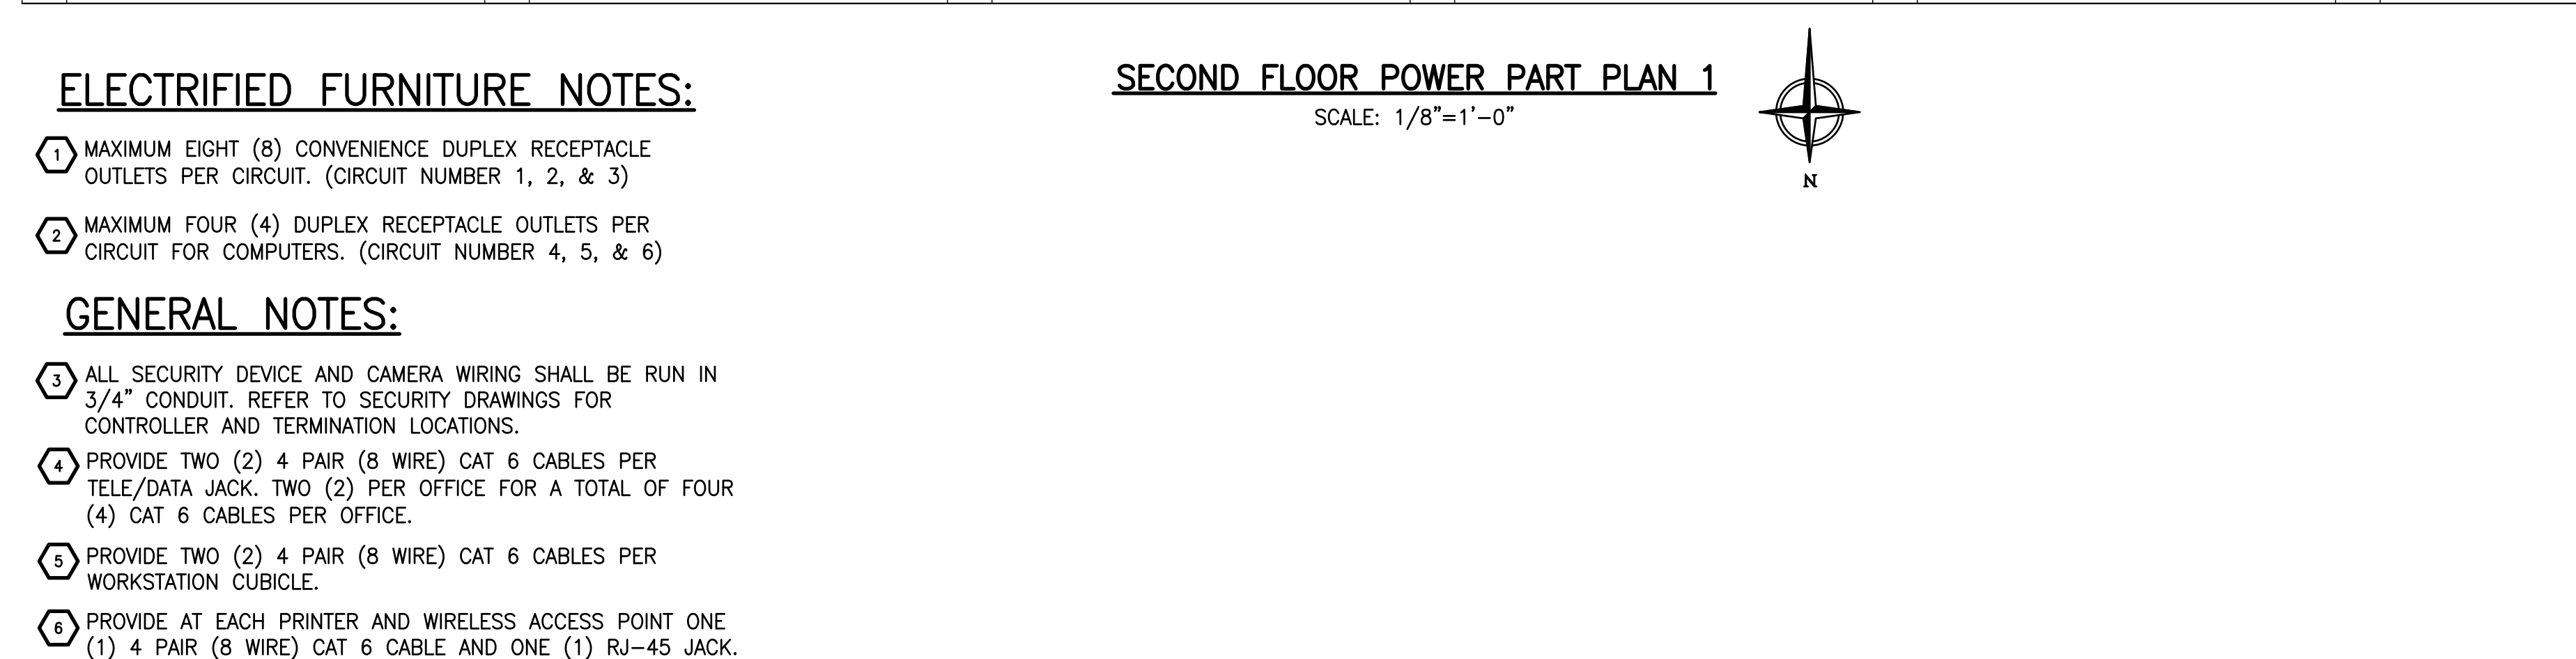 ELECTRIFIED FURNITURE NOTES:
1 MAXIMUM EIGHT (8) CONVENIENCE DUPLEX RECEPTACLE
OUTLETS PER CIRCUIT. (CIRCUIT NUMBER 1, 2, & 3)
2 MAXIMUM FOUR (4) DUPLEX RECEPTACLE OUTLETS PER
CIRCUIT FOR COMPUTERS. (CIRCUIT NUMBER 4, 5, & 6)
GENERAL NOTES:
3 ALL SECURITY DEVICE AND CAMERA WIRING SHALL BE RUN IN
3/4” CONDUIT. REFER TO SECURITY DRAWINGS FOR
CONTROLLER AND TERMINATION LOCATIONS.
4 PROVIDE TWO (2) 4 PAIR (8 WIRE) CAT 6 CABLES PER
TELE/DATA JACK. TWO (2) PER OFFICE FOR A TOTAL OF FOUR
(4) CAT 6 CABLES PER OFFICE.
5 PROVIDE TWO (2) 4 PAIR (8 WIRE) CAT 6 CABLES PER
WORKSTATION CUBICLE.
6 PROVIDE AT EACH PRINTER AND WIRELESS ACCESS POINT ONE
(1) 4 PAIR (8 WIRE) CAT 6 CABLE AND ONE (1) RJ-45 JACK.
SECOND FLOOR POWER PART PLAN 1
SCALE: 1/8”=1’-0”
N